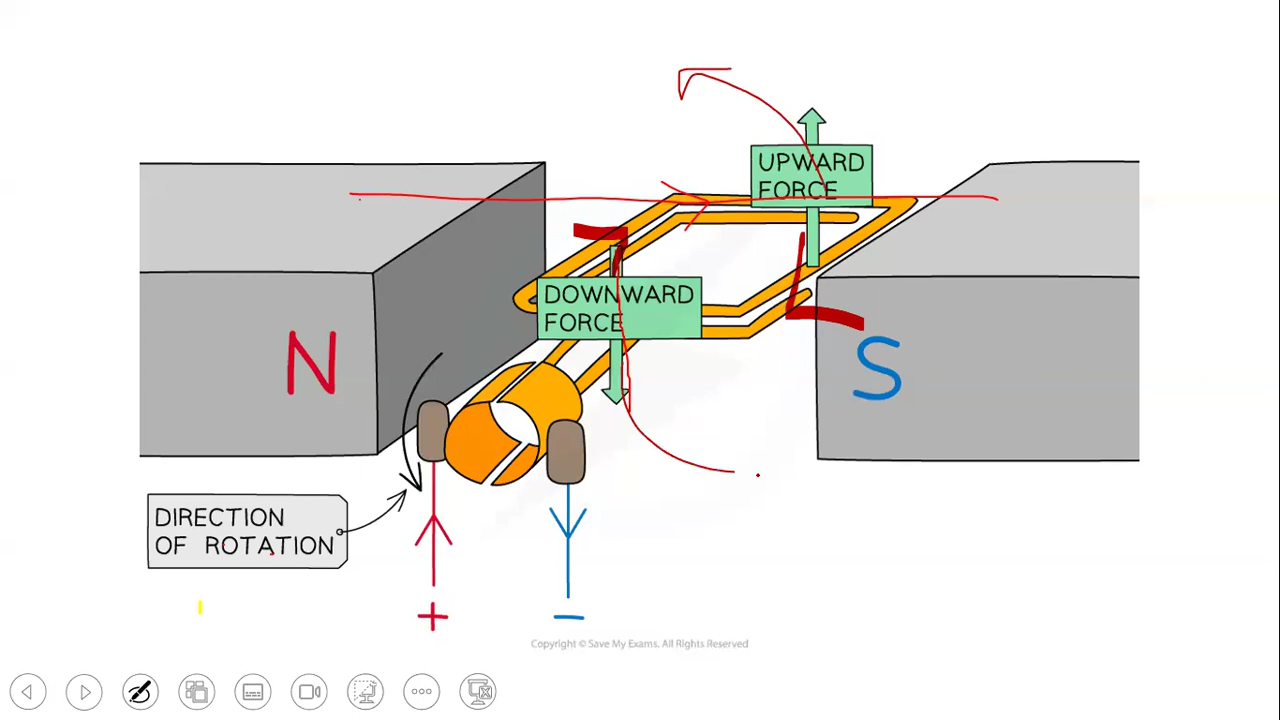 UPWARD
FORCE
DOWNWARD
FORCE
N
S
DIRECTION
OF ROTATION
+
−
Copyright © Save My Exams. All Rights Reserved